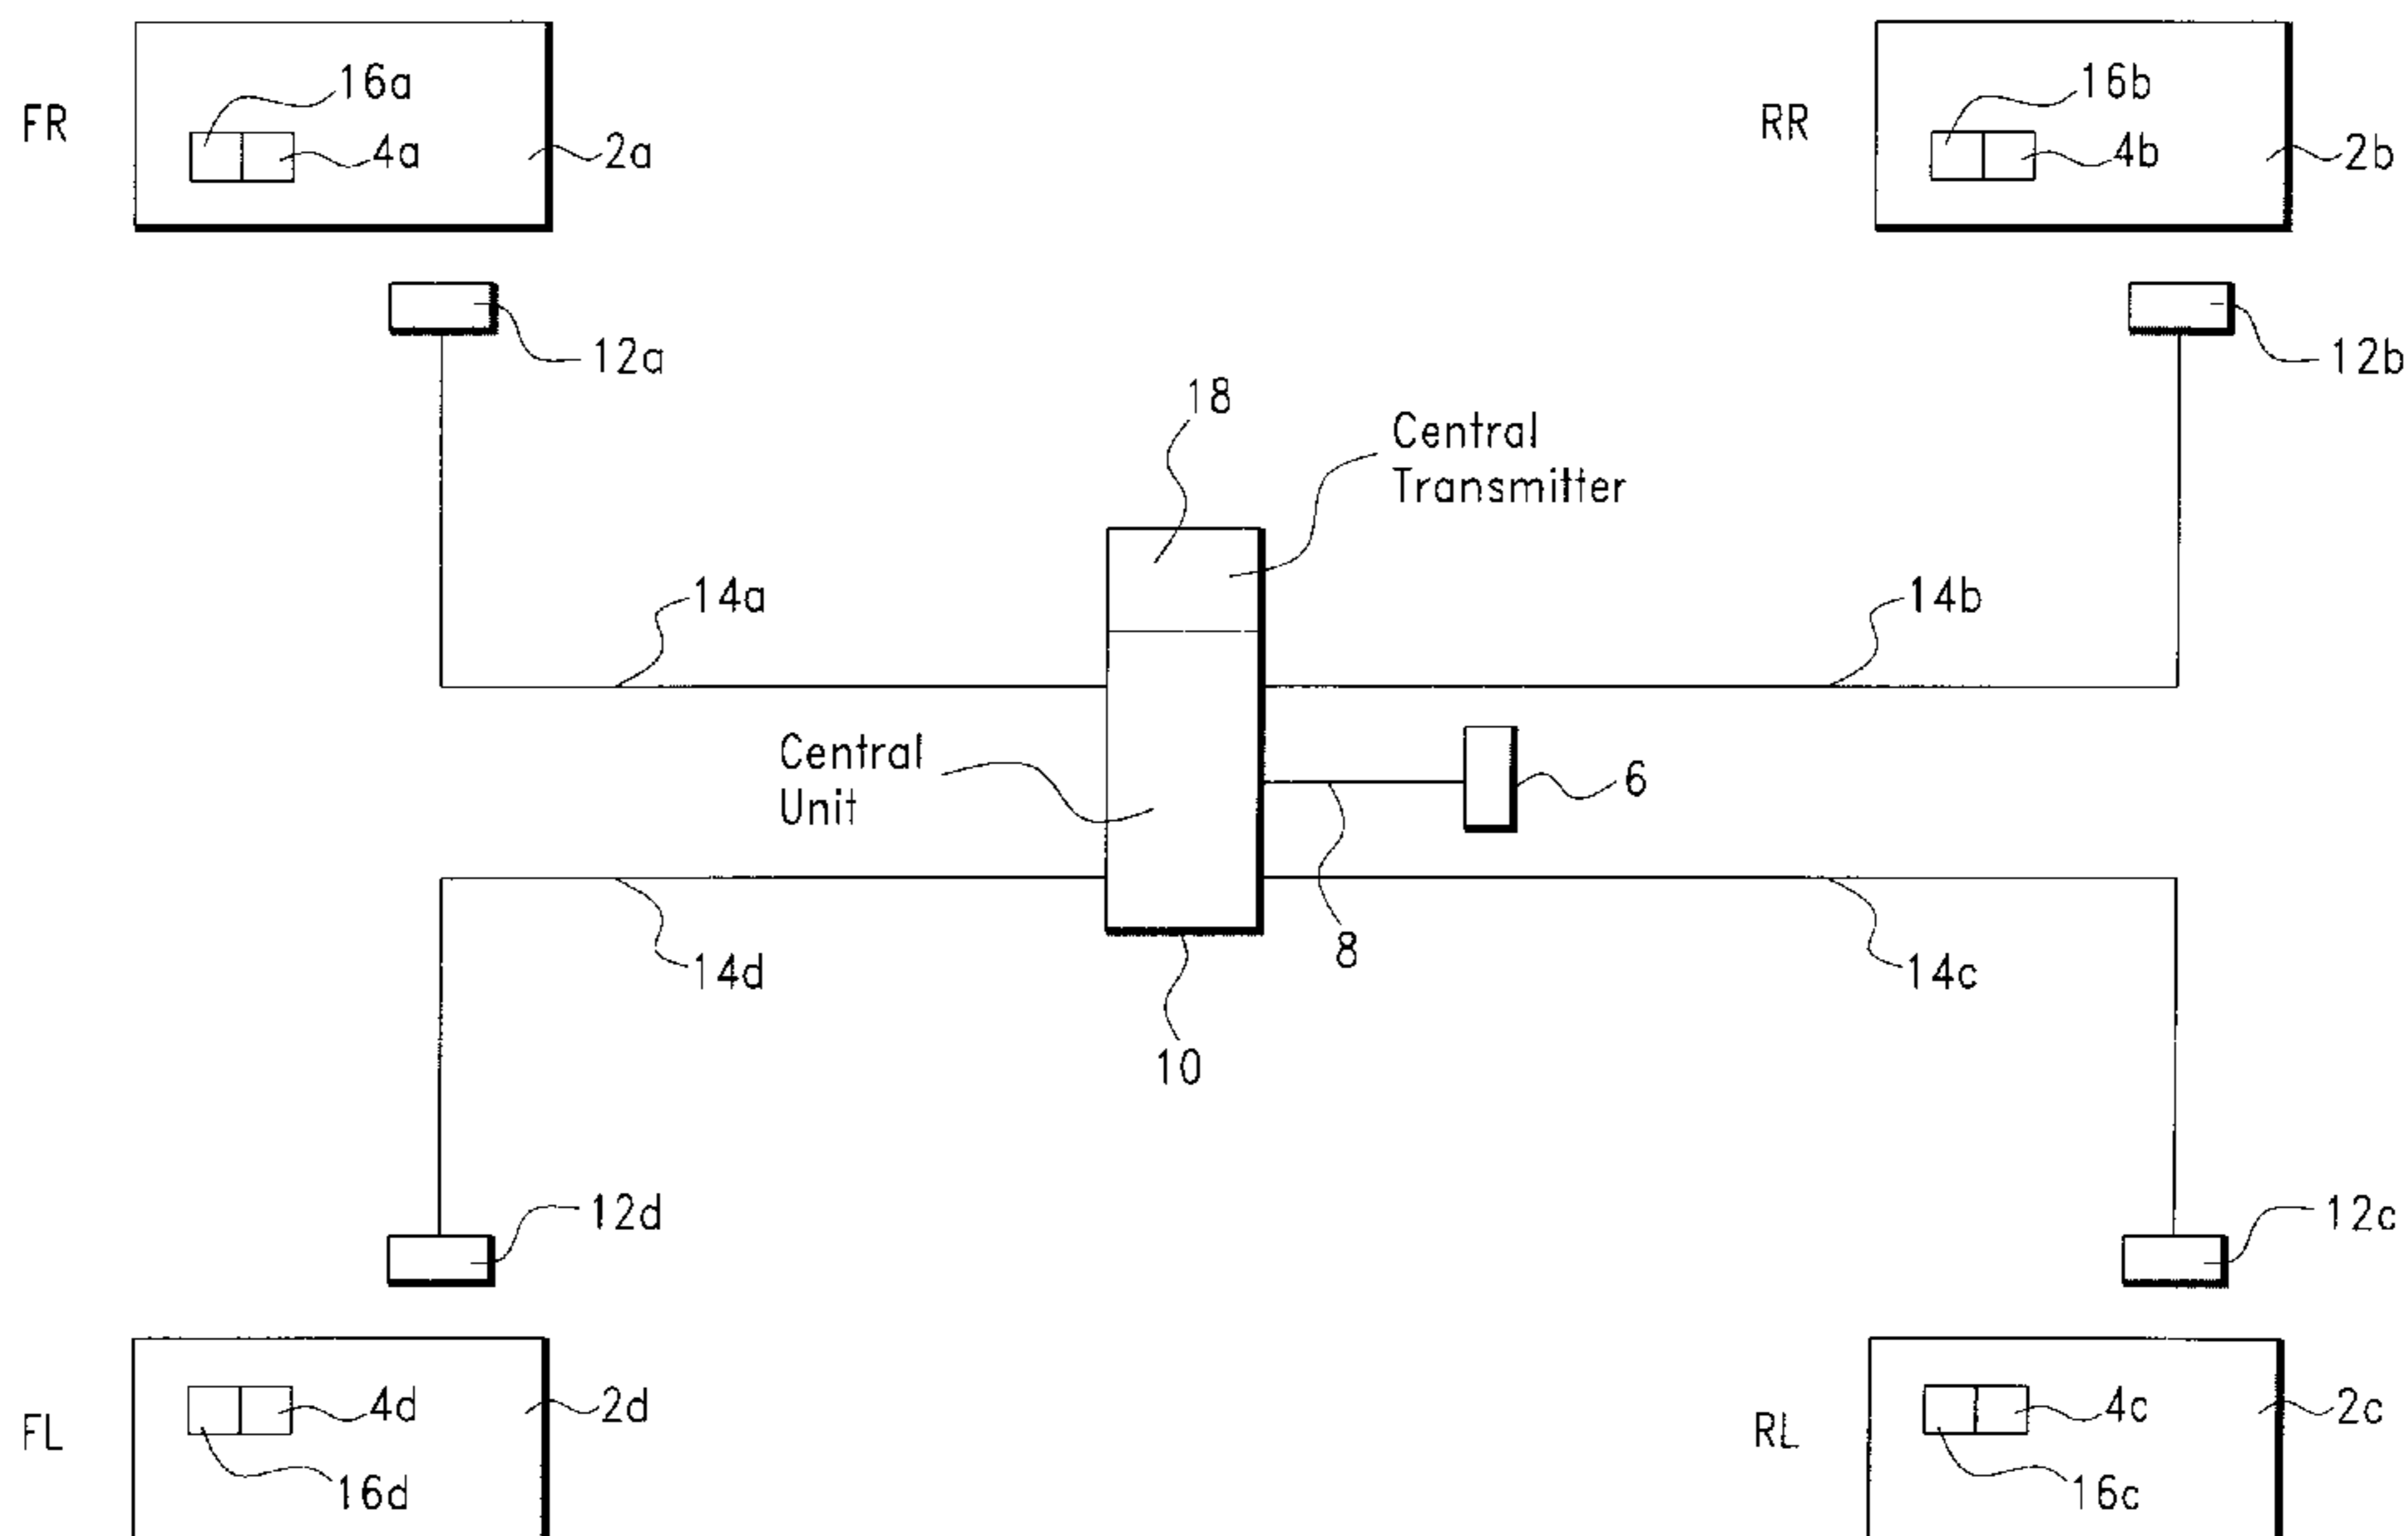 16a
16b
FR
4a
2a
RR
4b
2b
12a
12b
18
Central
Transmitter
14a
14b
Central
Unit
6
8
14d
14c
10
12d
12c
4d
2d
4c
2c
FL
RL
16d
16c